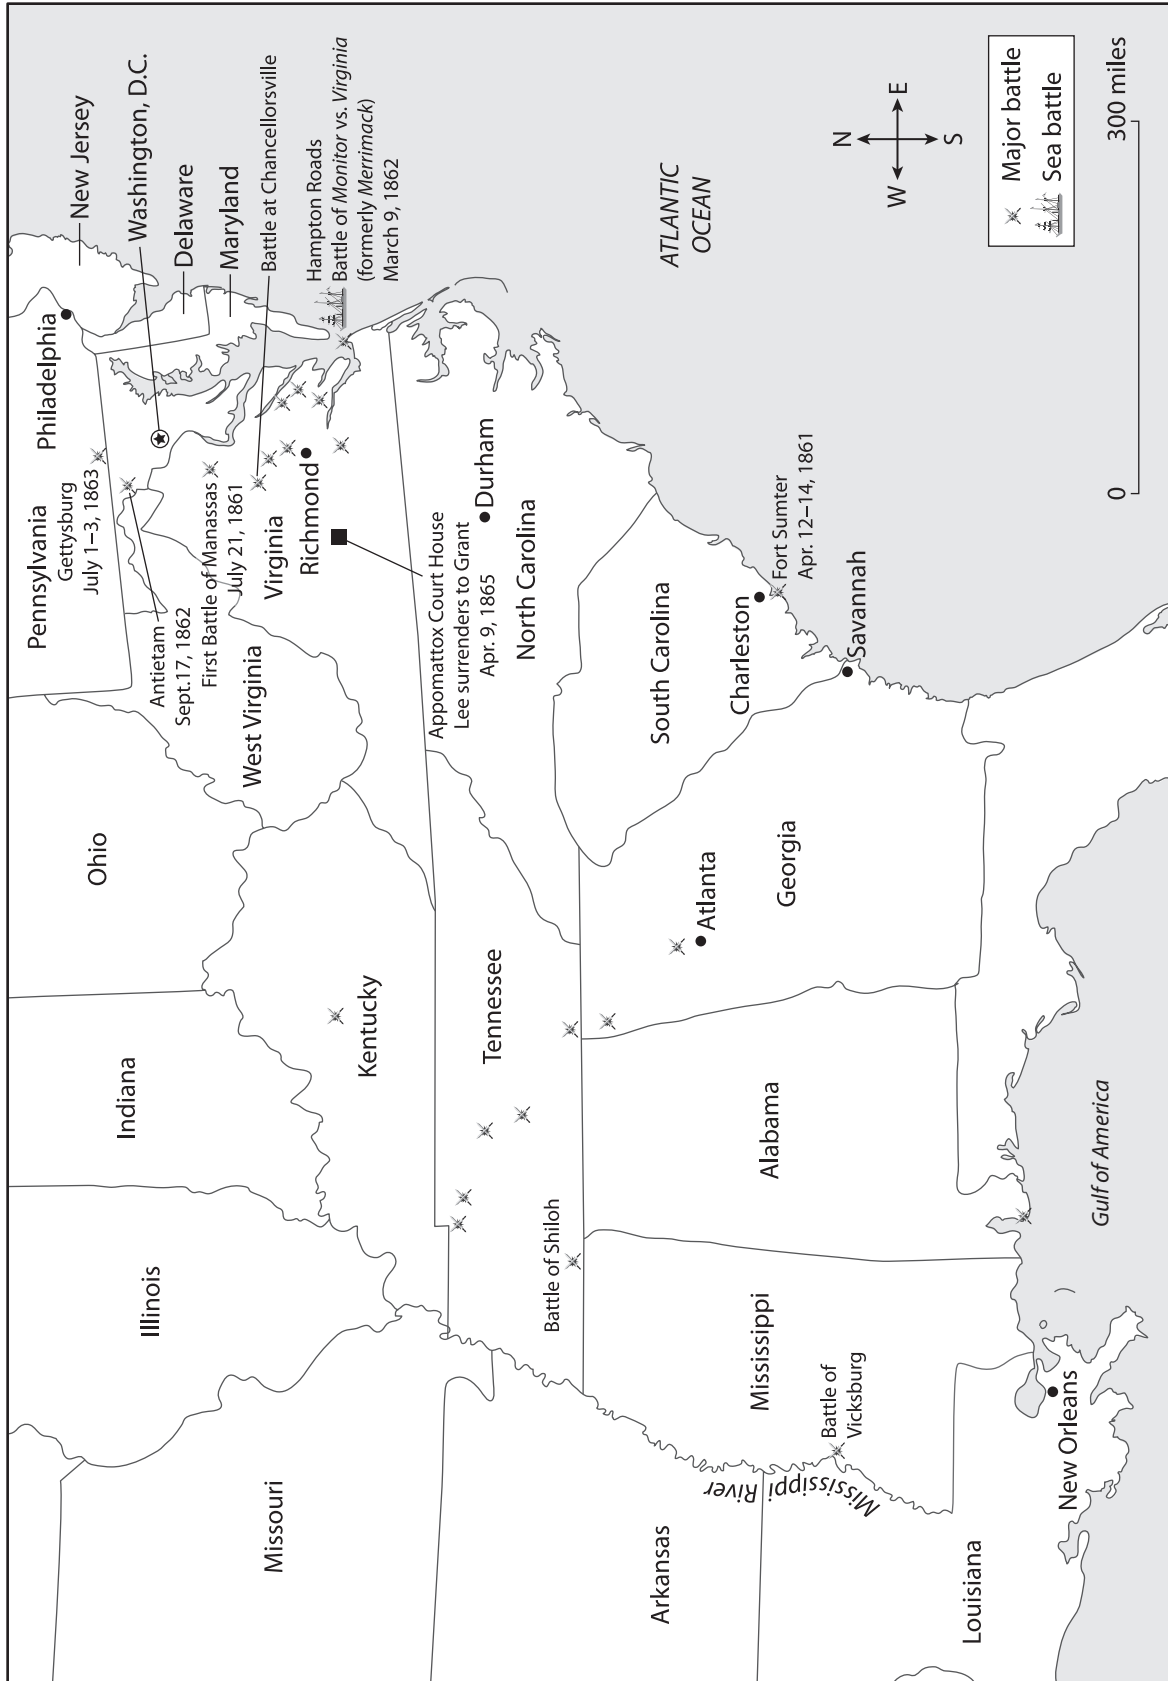 Pennsylvania
Gettysburg
July 1–3, 1863
Philadelphia
New Jersey
Washington, D.C.
Delaware
Maryland
Battle at Chancellorsville
Hampton Roads
Battle of Monitor vs. Virginia
(formerly Merrimack)
March 9, 1862
Antietam
Sept.17, 1862
First Battle of Manassas
July 21, 1861
Virginia
Richmond
West Virginia
Ohio
Indiana
Illinois
Missouri
Kentucky
Appomattox Court House
Lee surrenders to Grant
Apr. 9, 1865
Durham
North Carolina
Tennessee
Battle of Shiloh
South Carolina
Charleston
Fort Sumter
Apr. 12–14, 1861
Savannah
Atlanta
Georgia
Alabama
Mississippi
Battle of
Vicksburg
Mississippi River
Arkansas
Louisiana
New Orleans
Gulf of America
ATLANTIC
OCEAN
N
W
E
S
Major battle
Sea battle
0
300 miles